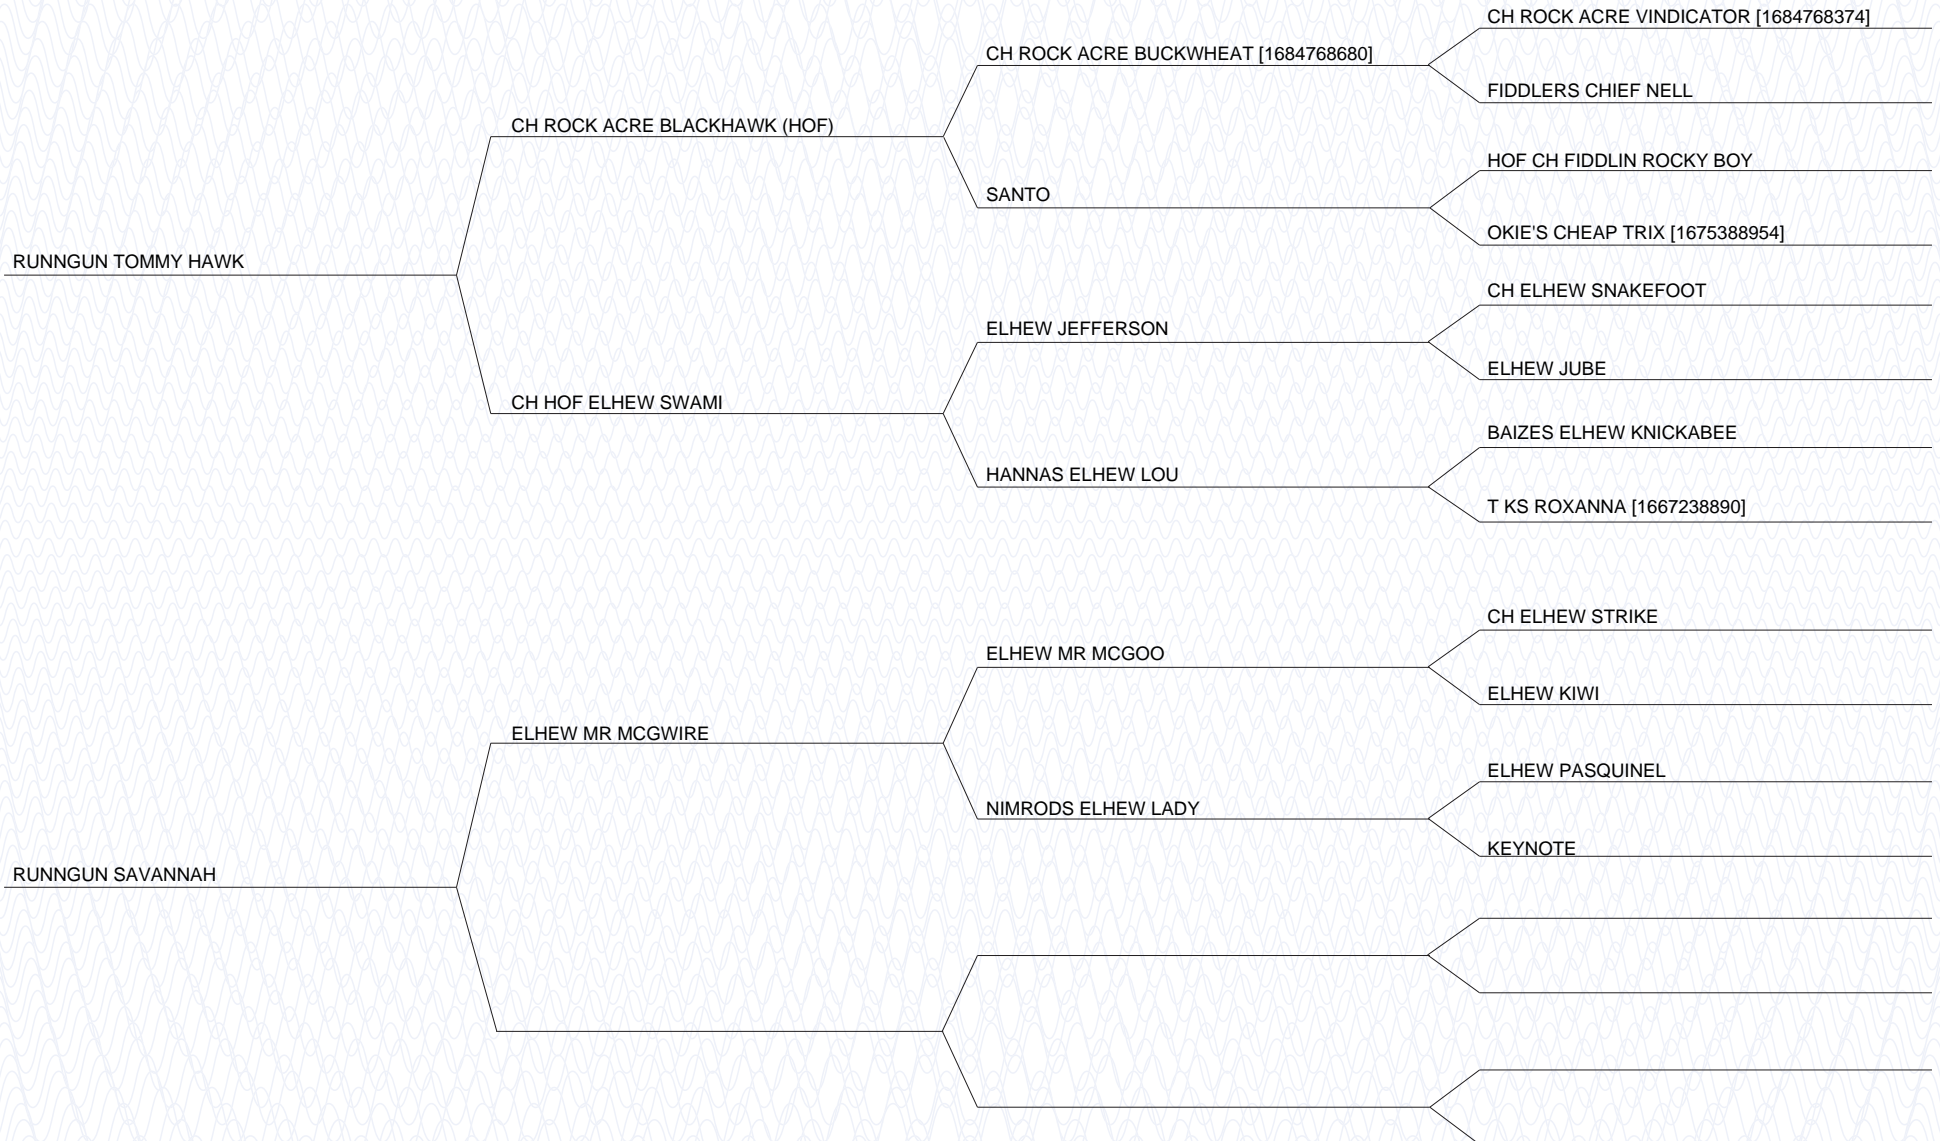 CH ROCK ACRE VINDICATOR [1684768374]
CH ROCK ACRE BUCKWHEAT [1684768680]
FIDDLERS CHIEF NELL
CH ROCK ACRE BLACKHAWK (HOF)
HOF CH FIDDLIN ROCKY BOY
SANTO
OKIE'S CHEAP TRIX [1675388954]
RUNNGUN TOMMY HAWK
CH ELHEW SNAKEFOOT
ELHEW JEFFERSON
ELHEW JUBE
CH HOF ELHEW SWAMI
BAIZES ELHEW KNICKABEE
HANNAS ELHEW LOU
T KS ROXANNA [1667238890]
CH ELHEW STRIKE
ELHEW MR MCGOO
ELHEW KIWI
ELHEW MR MCGWIRE
ELHEW PASQUINEL
NIMRODS ELHEW LADY
KEYNOTE
RUNNGUN SAVANNAH